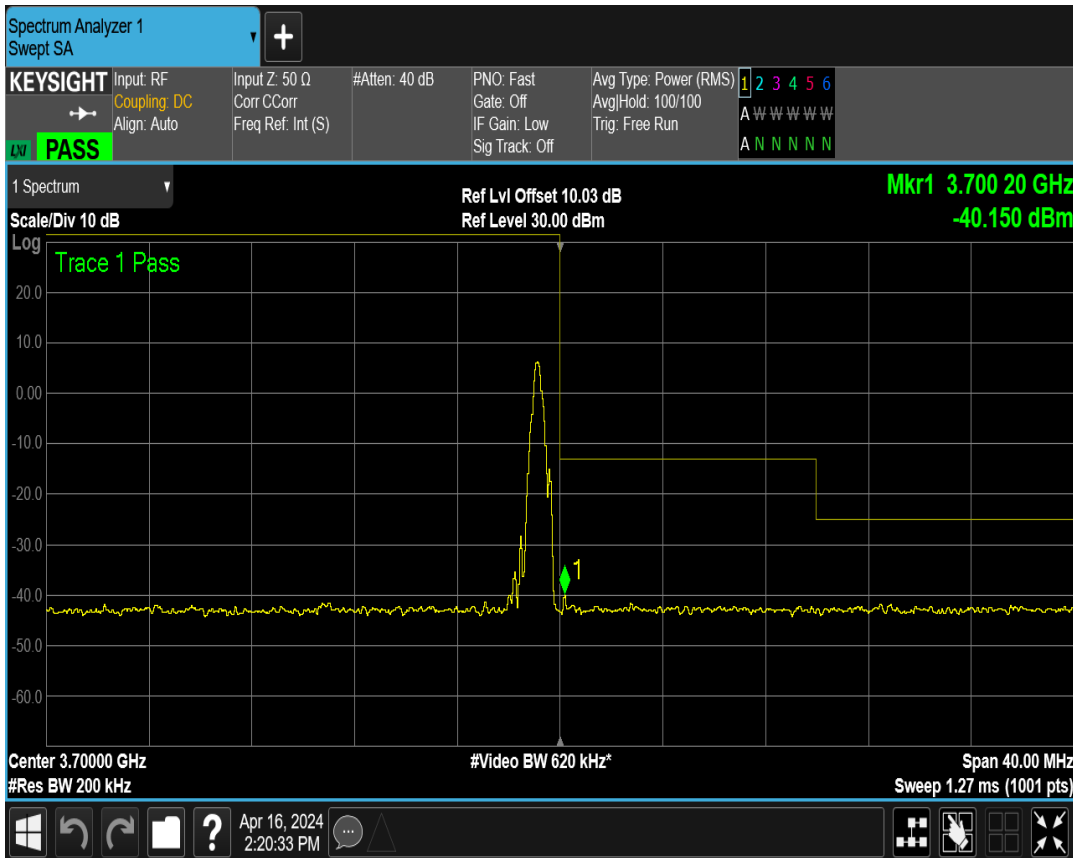 Spectrum Analyzer 1
Swept SA
+
KEYSIGHT
LXI PASS
Input: RF
Coupling: DC
Align: Auto
Input Z: 50 Ω
Corr CCorr
Freq Ref: Int (S)
#Atten: 40 dB
PNO: Fast
Gate: Off
IF Gain: Low
Sig Track: Off
Avg Type: Power (RMS)
Avg|Hold: 100/100
Trig: Free Run
1 2 3 4 5 6
A W W W W W
A N N N N N
1 Spectrum
Scale/Div 10 dB
Ref Lvl Offset 10.03 dB
Ref Level 30.00 dBm
Mkr1 3.700 20 GHz
-40.150 dBm
Log
Trace 1 Pass
20.0
10.0
0.00
-10.0
-20.0
-30.0
1
-40.0
-50.0
-60.0
Center 3.70000 GHz
#Res BW 200 kHz
#Video BW 620 kHz*
Span 40.00 MHz
Sweep 1.27 ms (1001 pts)
?
Apr 16, 2024
2:20:33 PM